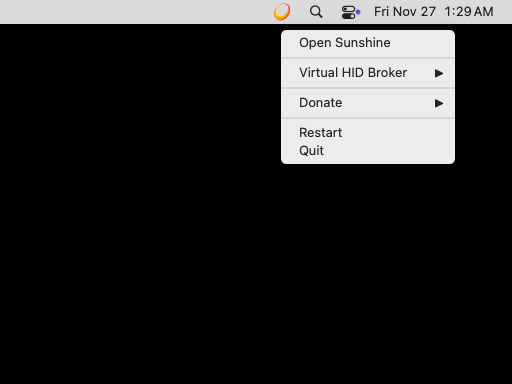 Fri Nov 27 1:29 AM
Open Sunshine
Virtual HID Broker
Donate
Restart
Quit